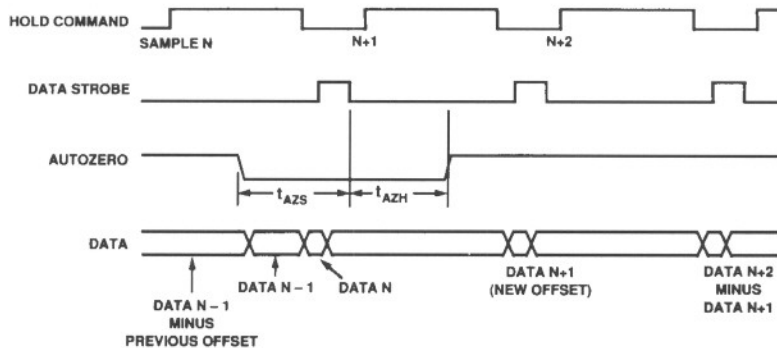 HOLD COMMAND
SAMPLE N
N+1
N+2
DATA STROBE
AUTOZERO
tAZS
tAZH
DATA
DATA N – 1
MINUS
PREVIOUS OFFSET
DATA N – 1
DATA N
DATA N+1
(NEW OFFSET)
DATA N+2
MINUS
DATA N+1